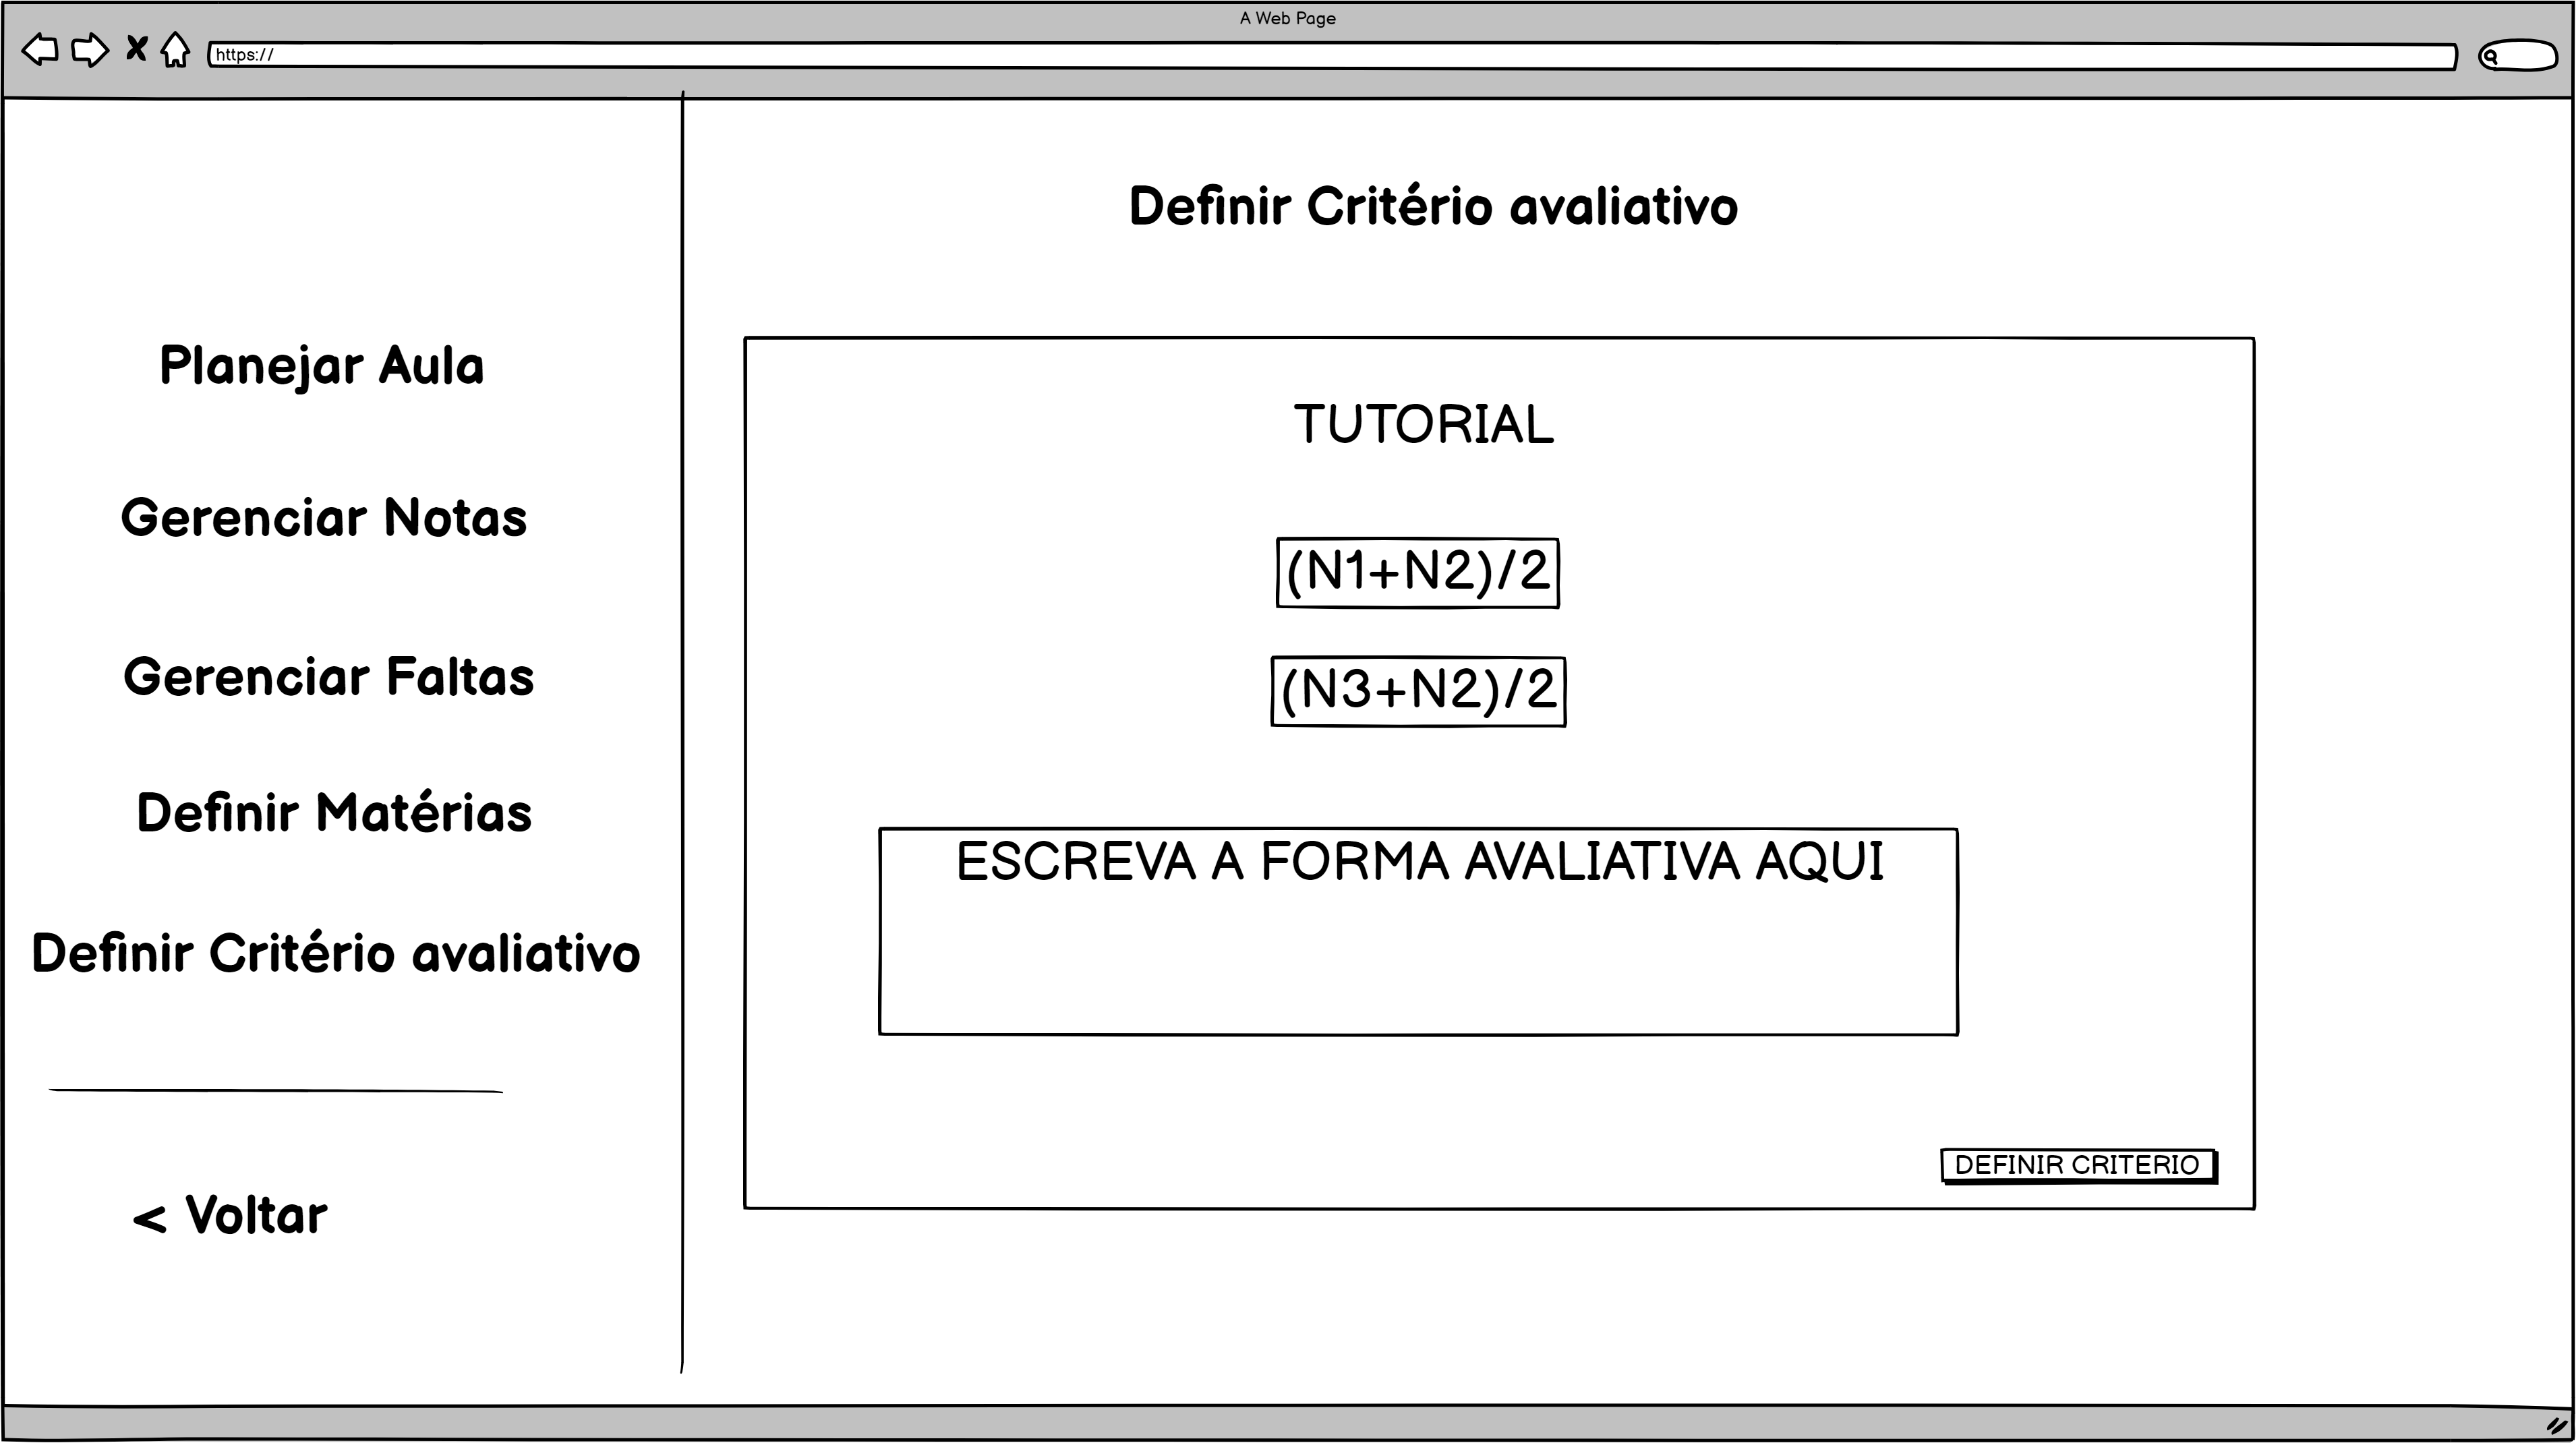 A Web Page
https://
Definir Critério avaliativo
Planejar Aula
Gerenciar Notas
Gerenciar Faltas
Definir Matérias
Definir Critério avaliativo
< Voltar
TUTORIAL
(N1+N2)/2
(N3+N2)/2
ESCREVA A FORMA AVALIATIVA AQUI
DEFINIR CRITERIO